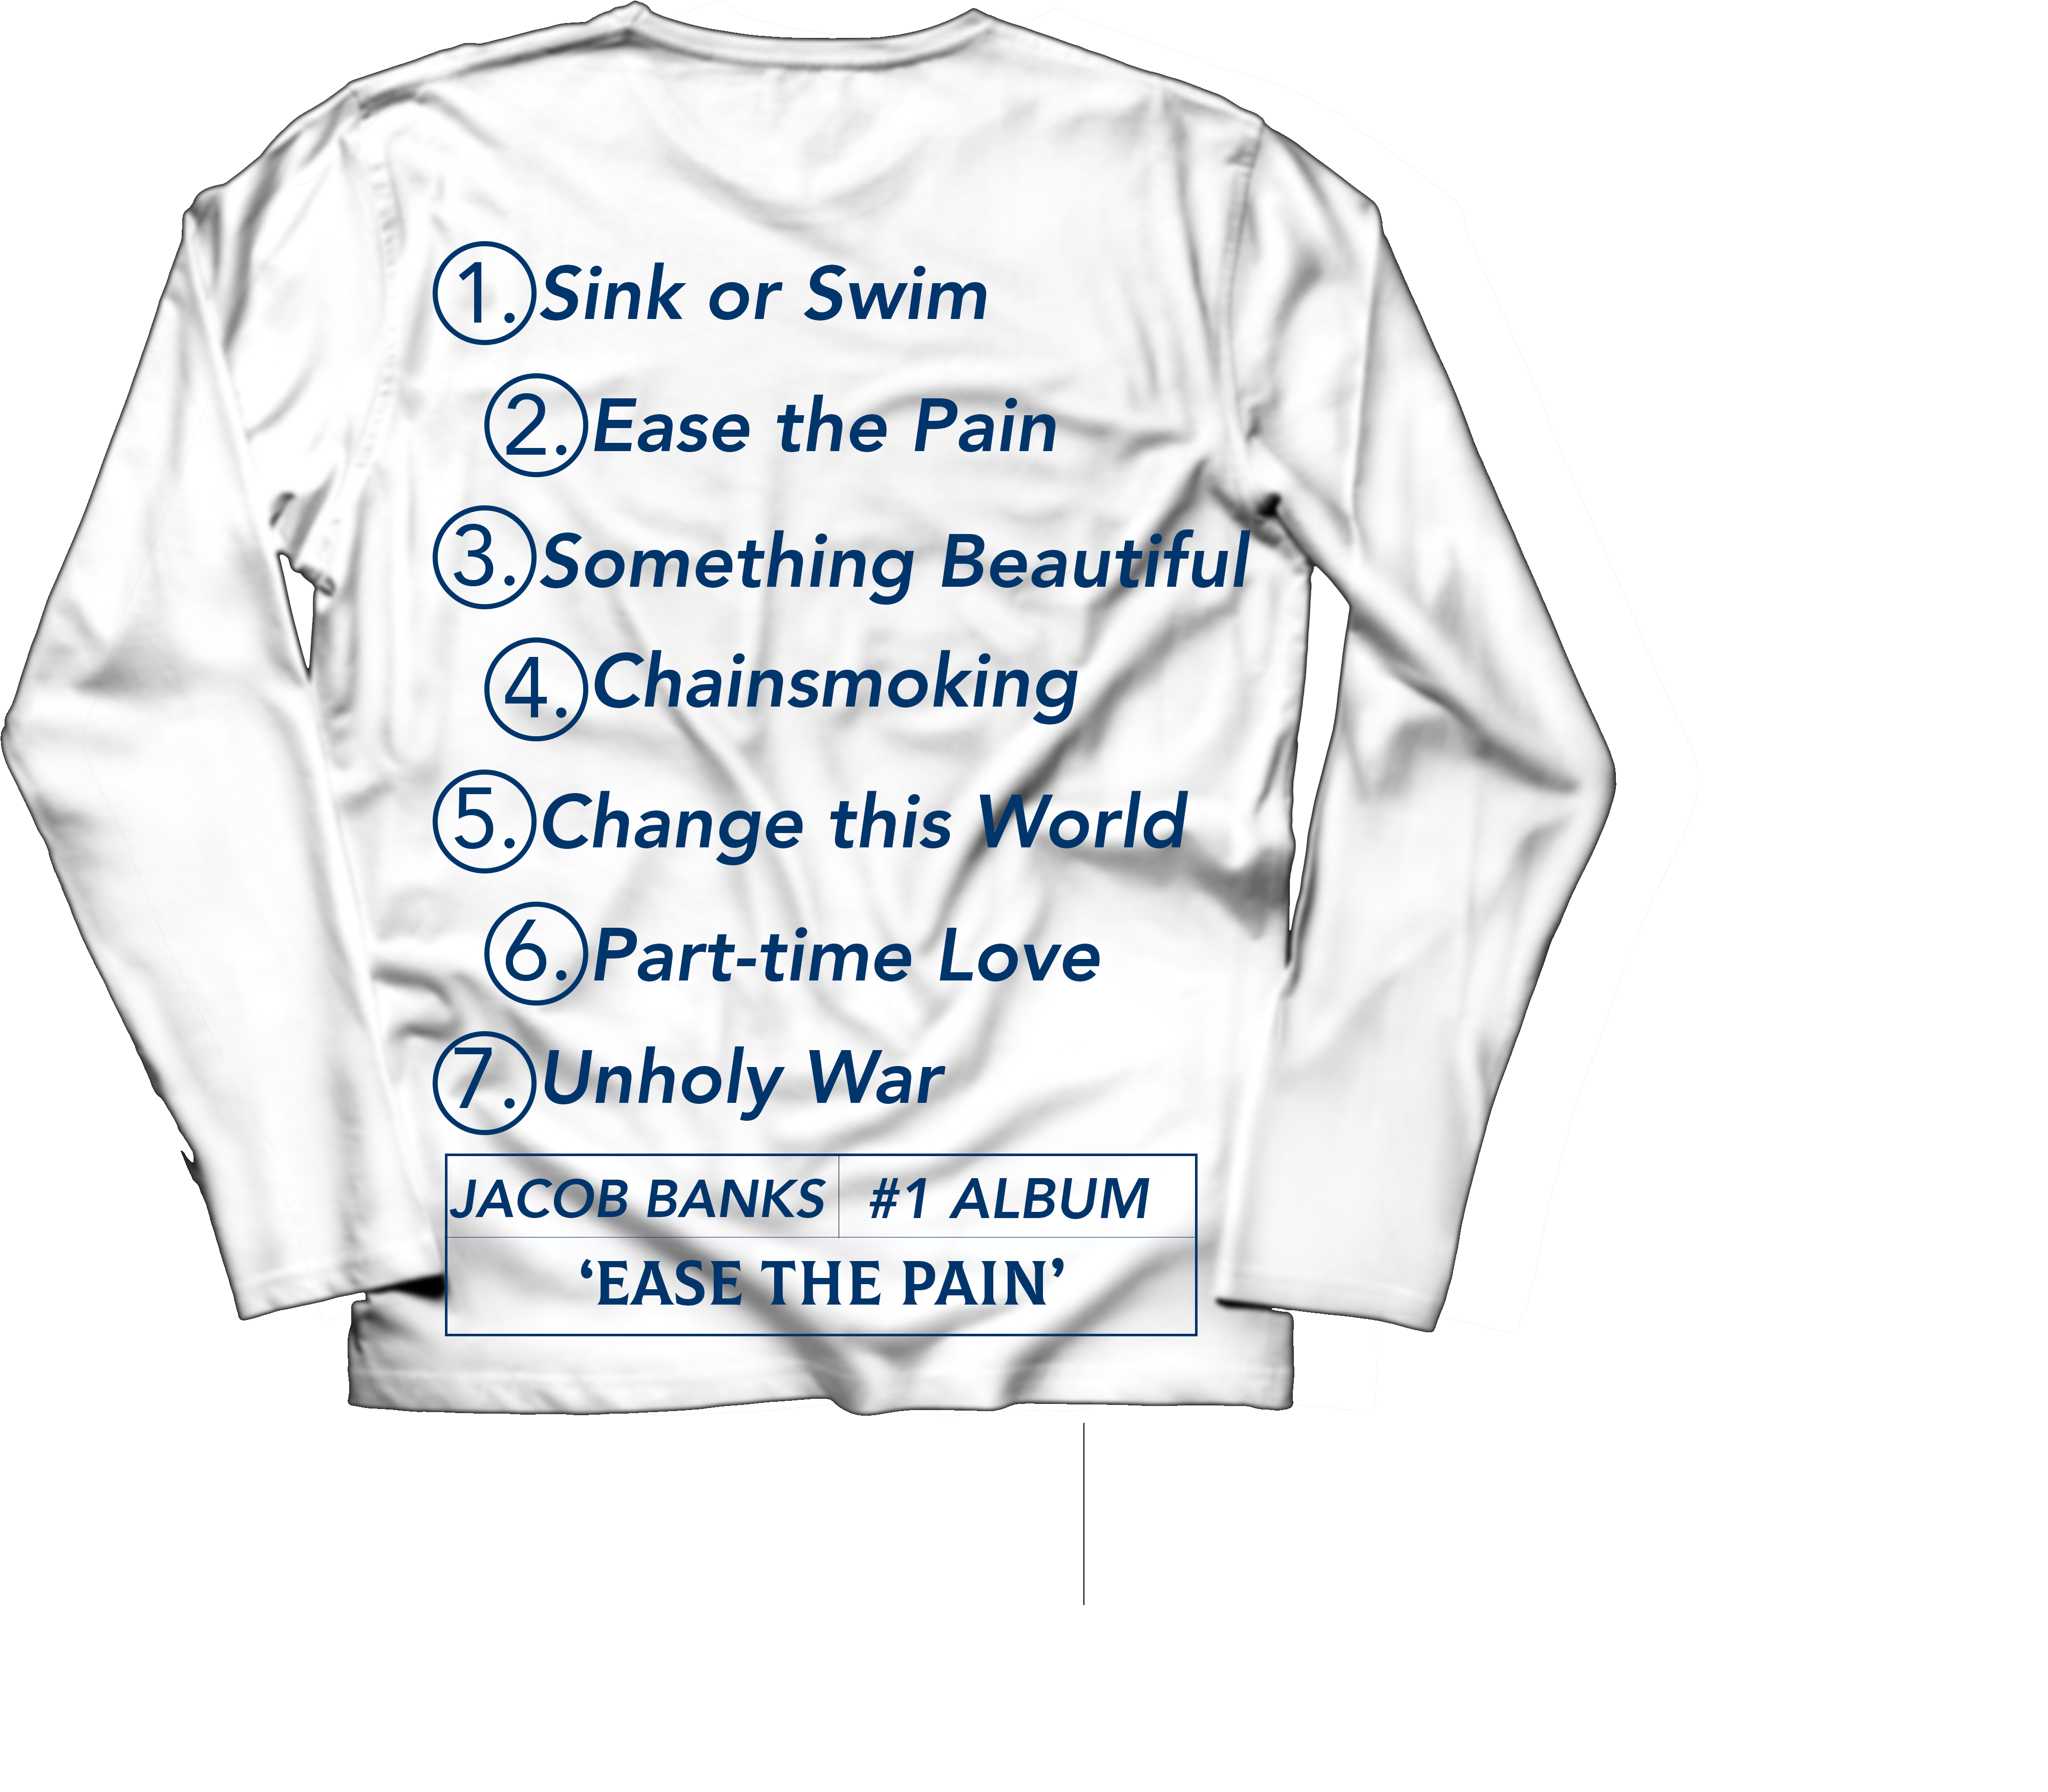 1. Sink or Swim
2. Ease the Pain
3. Something Beautiful
4. Chainsmoking
5. Change this World
6. Part-time Love
7. Unholy War
JACOB BANKS #1 ALBUM
‘EASE THE PAIN’